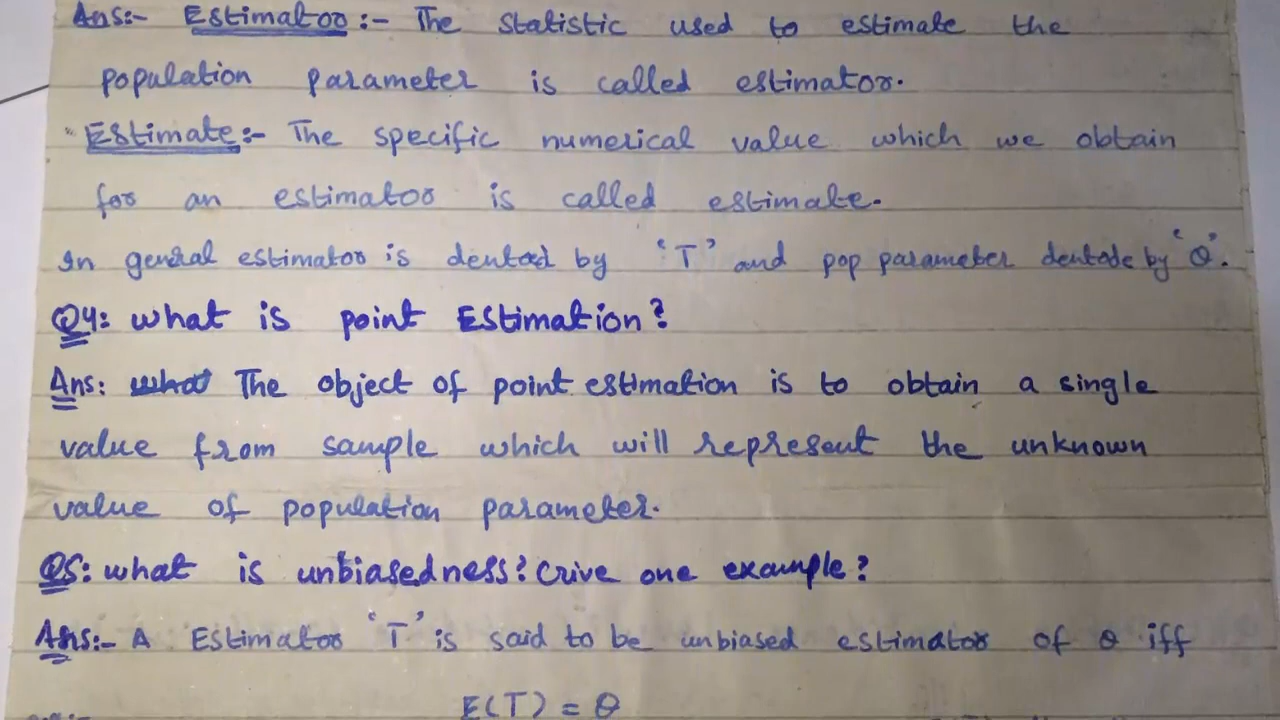 Ans:- Estimator :- The statistic used to estimate the
population parameter is called estimator.
Estimate:- The specific numerical value which we obtain
for an estimator is called estimate.
In general estimator is dentod by 'T' and pop parameter dentode by 'θ'.
Q4: what is point Estimation?
Ans: what The object of point estimation is to obtain a single
value from sample which will represent the unknown
value of population parameter.
Q5: what is unbiasedness? Give one example?
Ans:- A Estimator 'T' is said to be unbiased estimator of θ iff
E(T) = θ